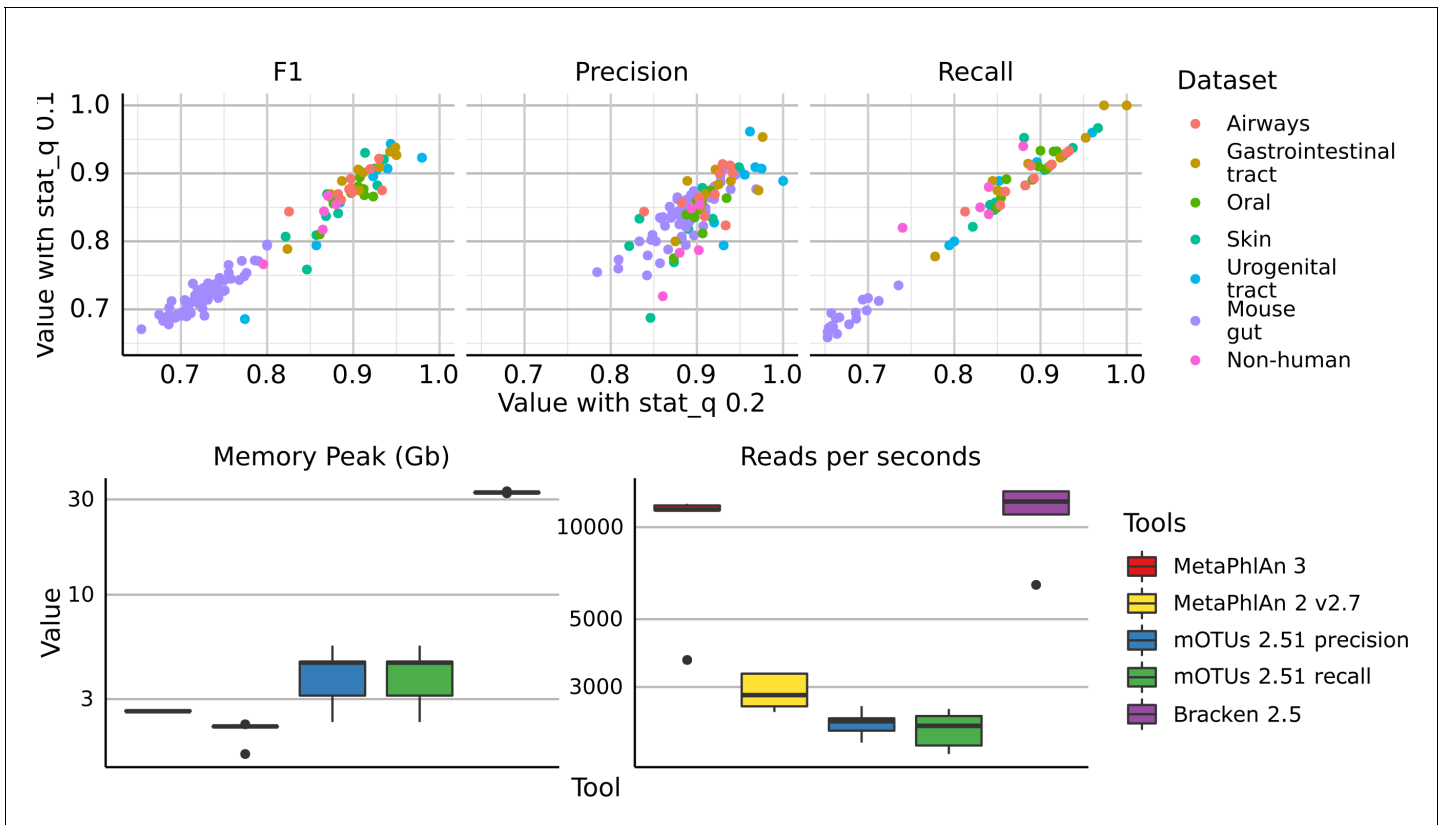 F1 Precision Recall
Value with stat_q 0.1
1.0
0.9
0.8
0.7
0.7 0.8 0.9 1.0 0.7 0.8 0.9 1.0 0.7 0.8 0.9 1.0
Value with stat_q 0.2
Dataset
Airways
Gastrointestinal
tract
Oral
Skin
Urogenital
tract
Mouse
gut
Non-human
Memory Peak (Gb) Reads per seconds
Value
30
10
3
10000
5000
3000
Tool
Tools
MetaPhlAn 3
MetaPhlAn 2 v2.7
mOTUs 2.51 precision
mOTUs 2.51 recall
Bracken 2.5